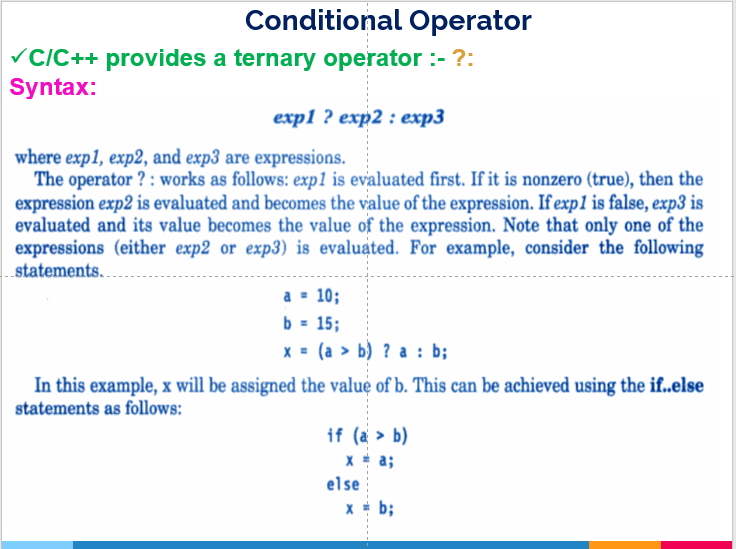 Conditional Operator
✓C/C++ provides a ternary operator :- ?:
Syntax:
exp1 ? exp2 : exp3
where exp1, exp2, and exp3 are expressions.
The operator ? : works as follows: exp1 is evaluated first. If it is nonzero (true), then the
expression exp2 is evaluated and becomes the value of the expression. If exp1 is false, exp3 is
evaluated and its value becomes the value of the expression. Note that only one of the
expressions (either exp2 or exp3) is evaluated. For example, consider the following
statements.
a = 10;
b = 15;
x = (a > b) ? a : b;
In this example, x will be assigned the value of b. This can be achieved using the if..else
statements as follows:
if (a > b)
x = a;
else
x = b;